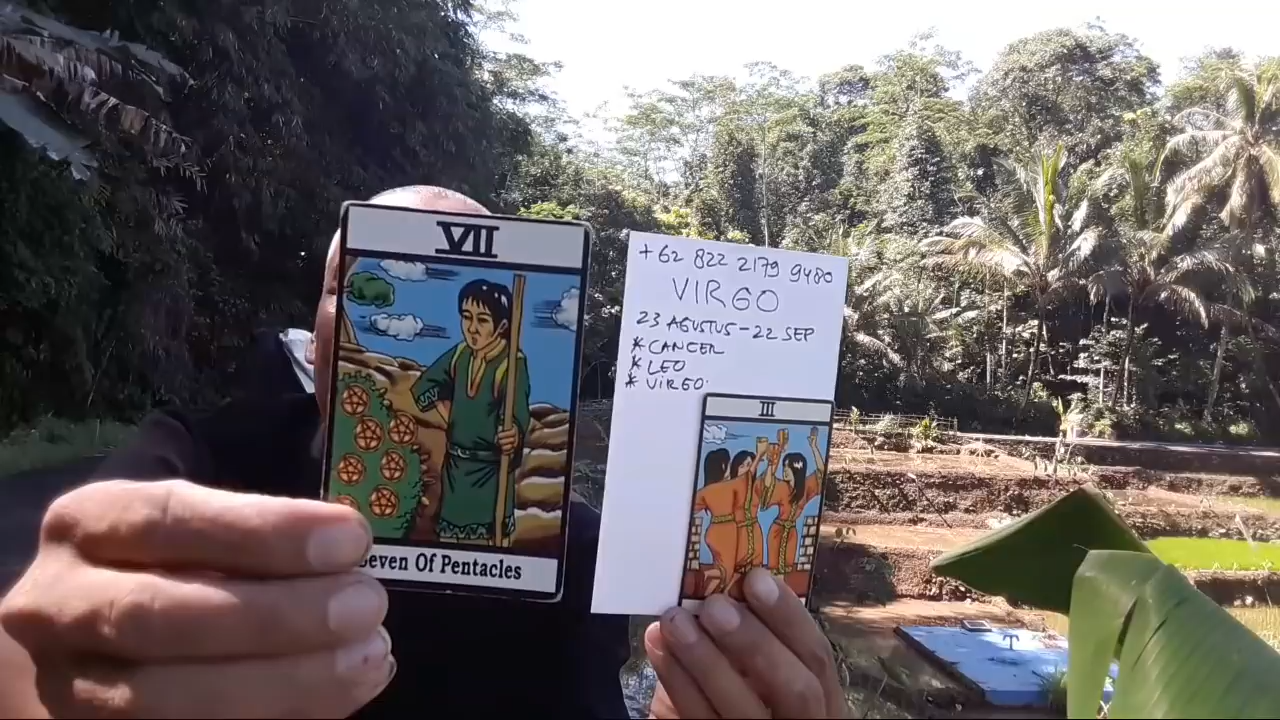 VII
Seven Of Pentacles
+62 822 2179 9480
VIRGO
23 AGUSTUS-22 SEP
* CANCER
* LEO
* VIRGO.
III